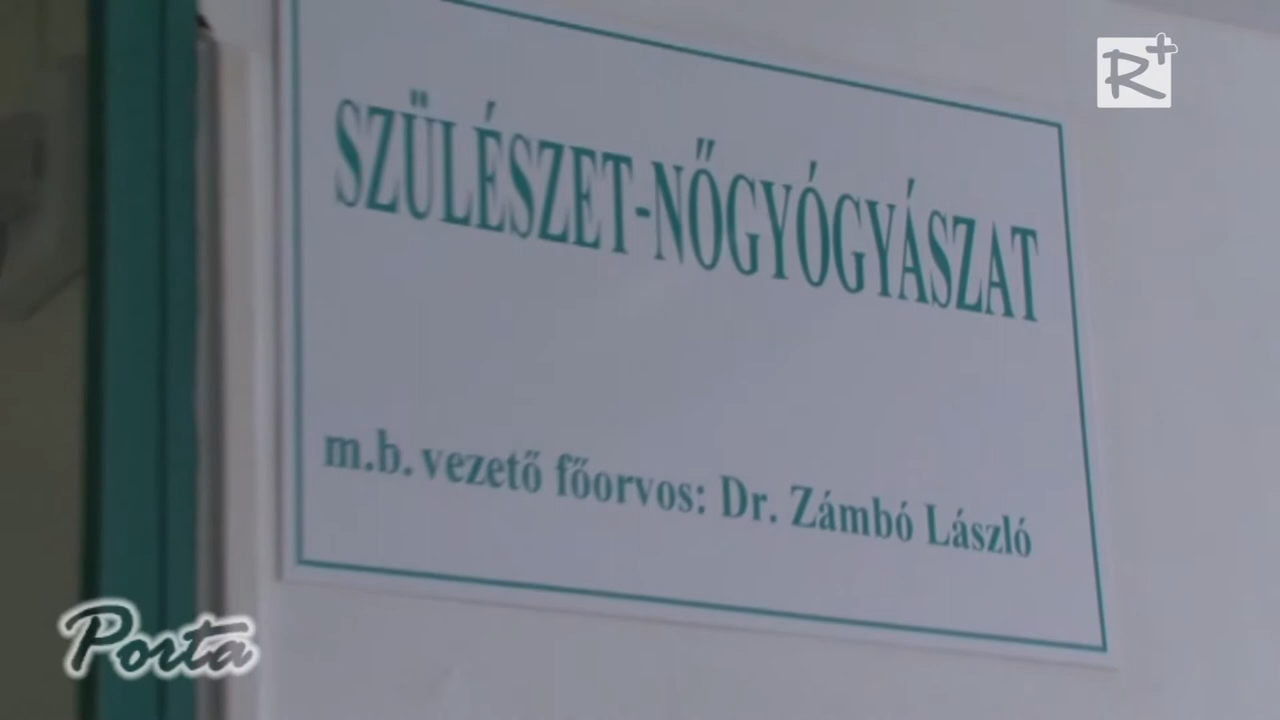 R+
SZÜLÉSZET-NŐGYÓGYÁSZAT
m.b. vezető főorvos: Dr. Zámbó László
Porta